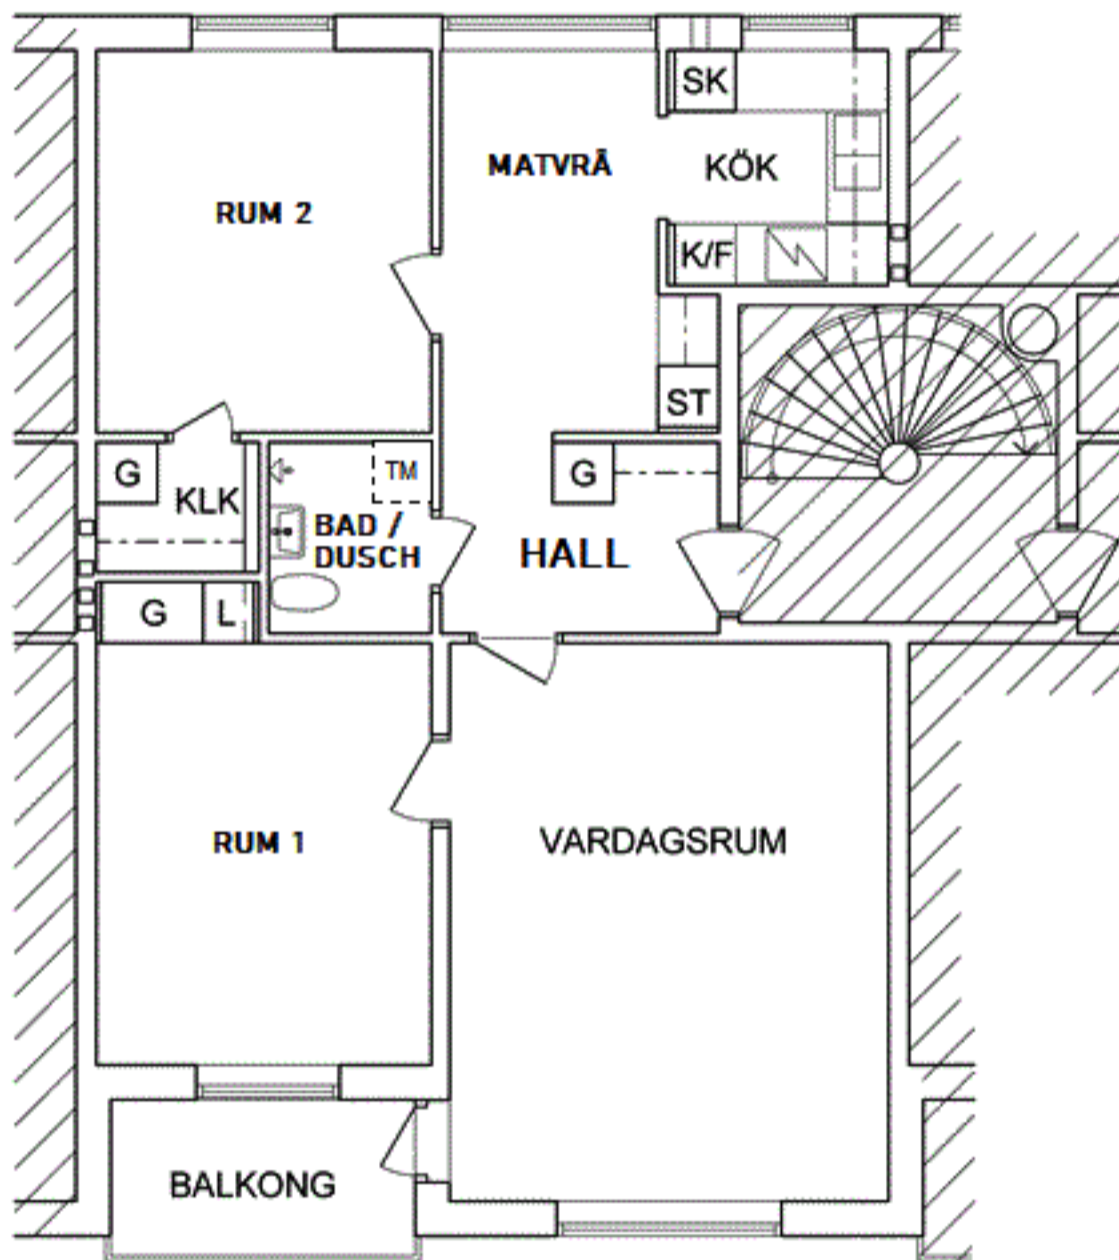 SK
MATVRÅ
KÖK
RUM 2
K/F
ST
G
KLK
TM
BAD /
DUSCH
G
HALL
G
L
RUM 1
VARDAGSRUM
BALKONG